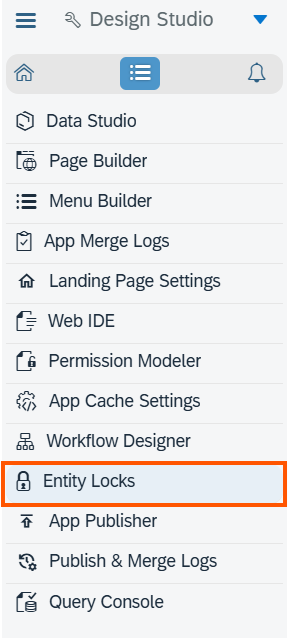 Design Studio
Data Studio
Page Builder
Menu Builder
App Merge Logs
Landing Page Settings
Web IDE
Permission Modeler
App Cache Settings
Workflow Designer
Entity Locks
App Publisher
Publish & Merge Logs
Query Console